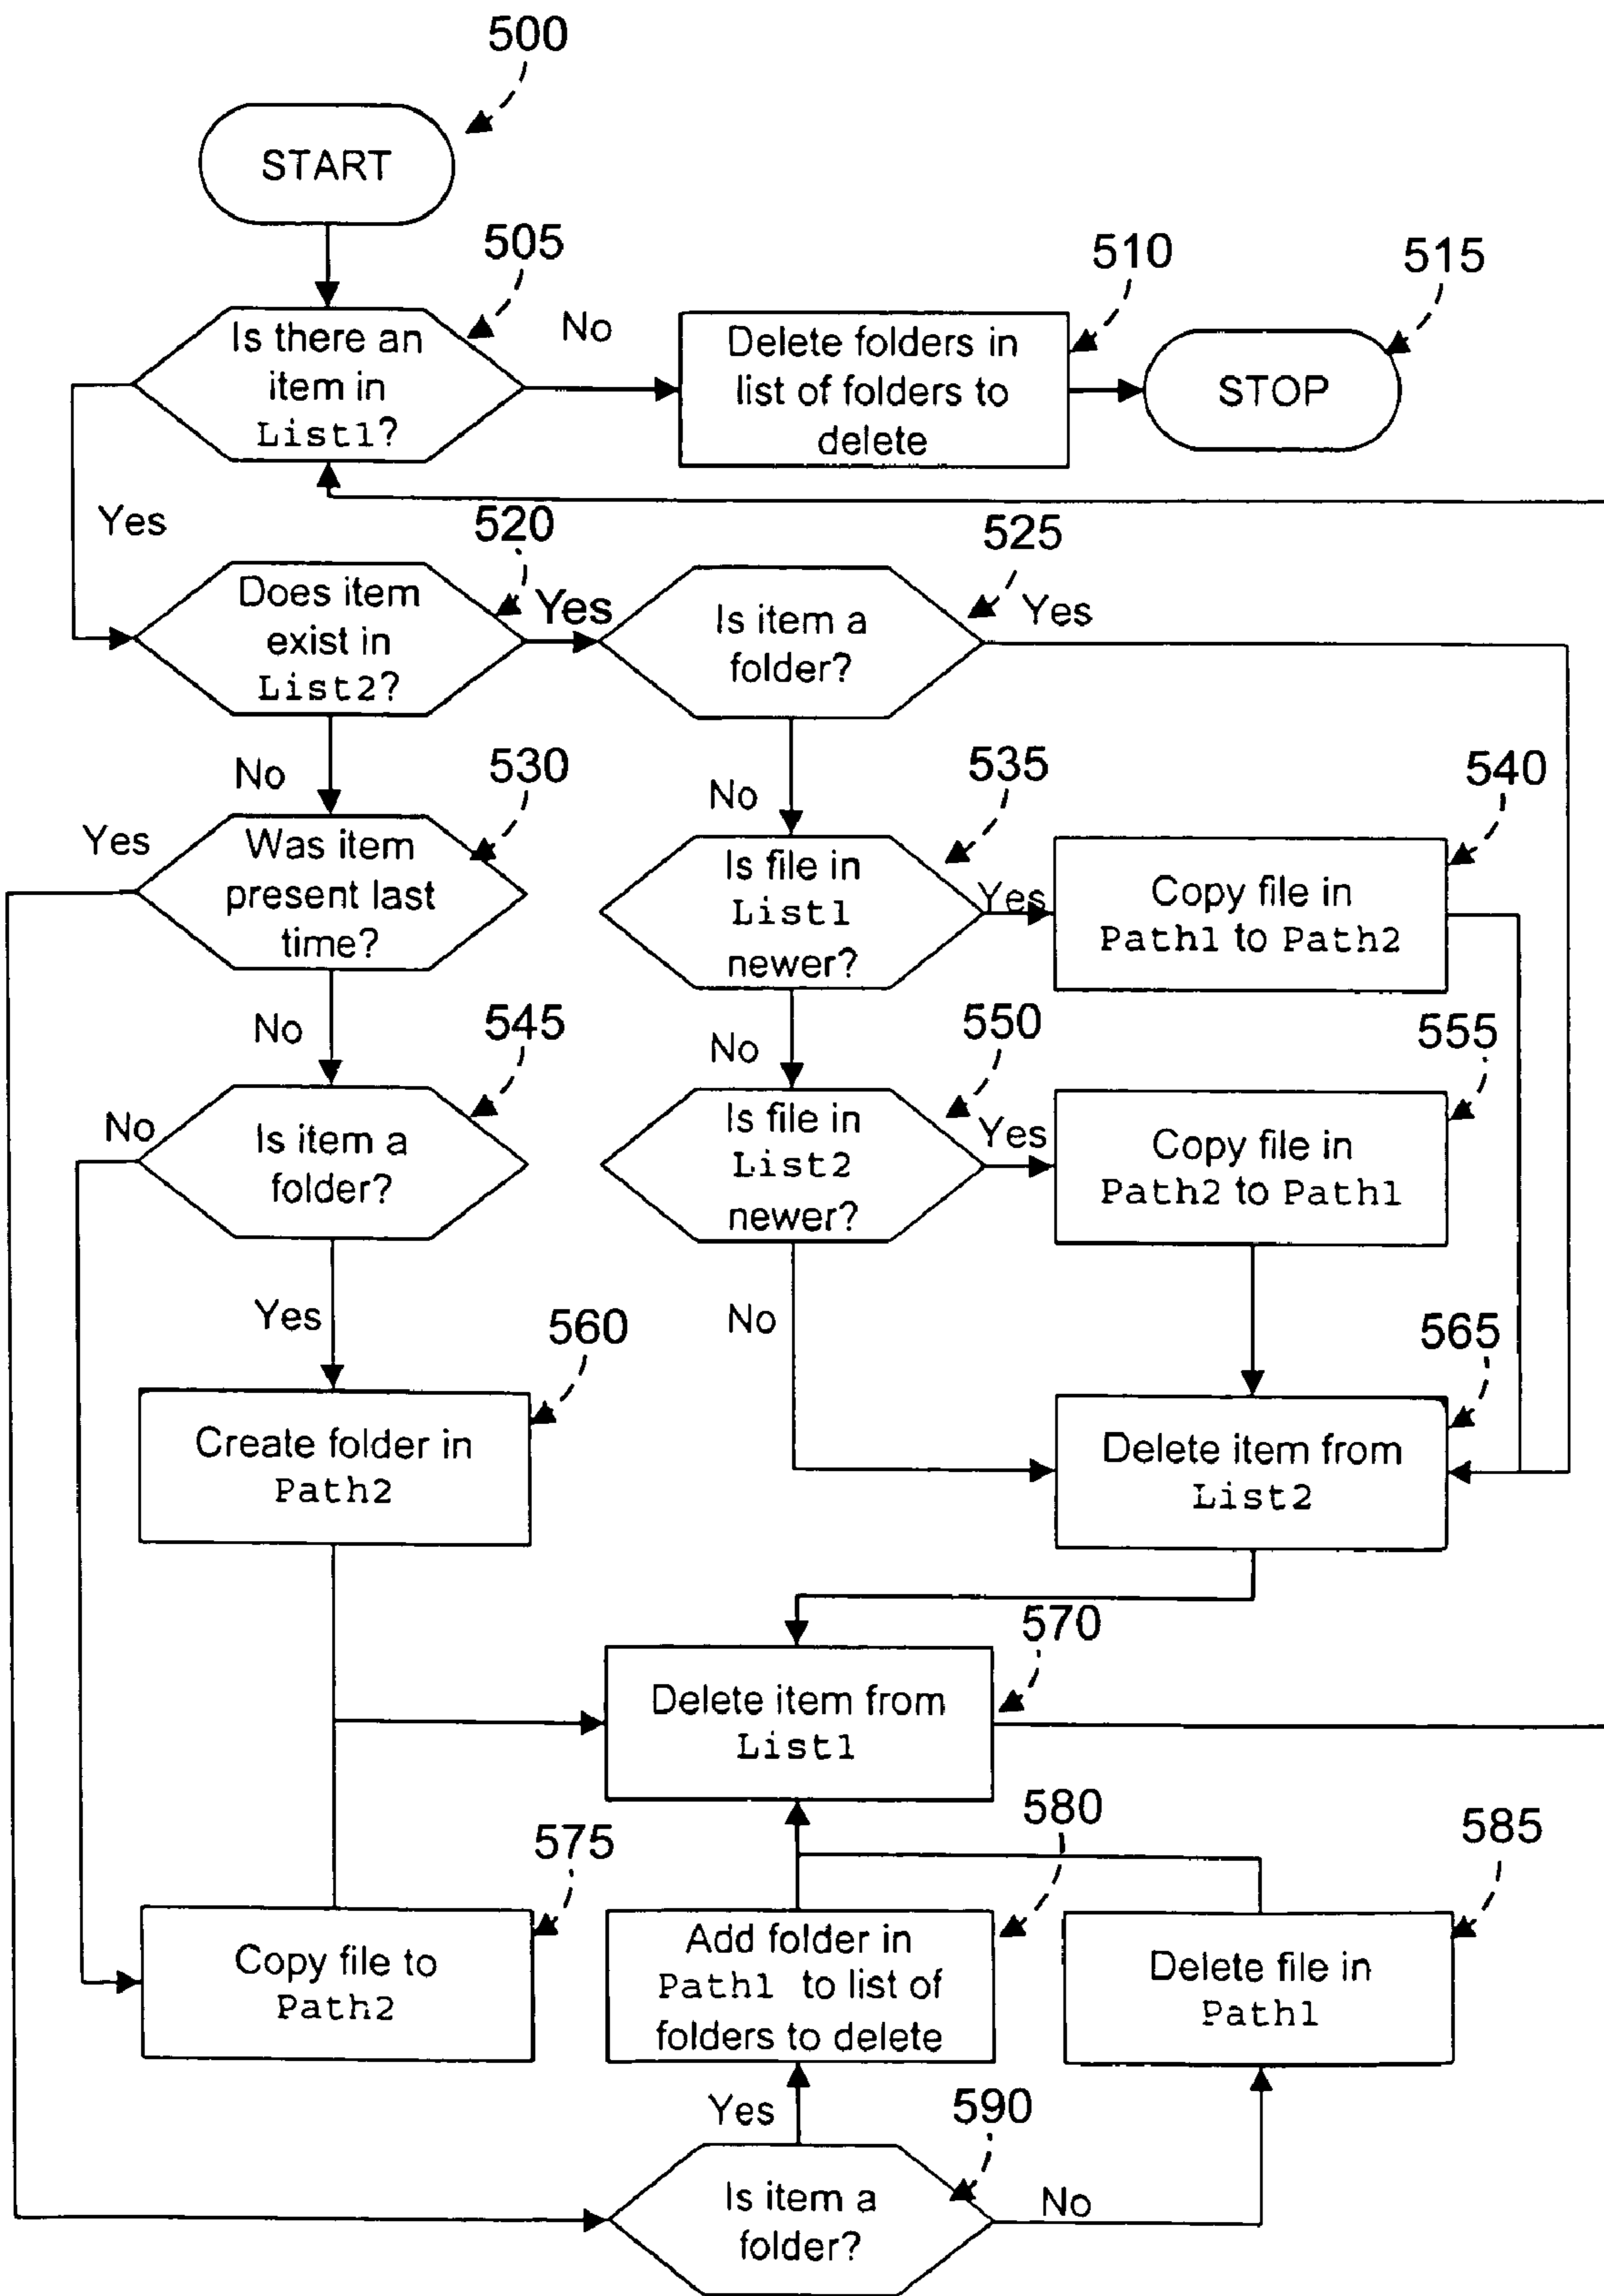 500
START
505
Is there an
item in
List1?
No
510
Delete folders in
list of folders to
delete
515
STOP
Yes
520
Does item
exist in
List2?
Yes
525
Is item a
folder?
Yes
No
530
Was item
present last
time?
Yes
No
535
Is file in
List1
newer?
Yes
540
Copy file in
Path1 to Path2
No
545
Is item a
folder?
No
No
550
Is file in
List2
newer?
Yes
555
Copy file in
Path2 to Path1
Yes
560
Create folder in
Path2
No
565
Delete item from
List2
570
Delete item from
List1
575
Copy file to
Path2
580
Add folder in
Path1 to list of
folders to delete
585
Delete file in
Path1
Yes
590
Is item a
folder?
No